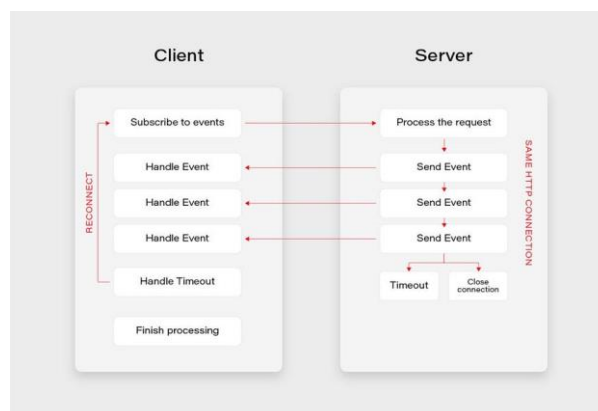 Client
Server
Subscribe to events
Process the request
Handle Event
Send Event
Handle Event
Send Event
Handle Event
Send Event
Handle Timeout
Timeout
Close
connection
Finish processing
RECONNECT
SAME HTTP CONNECTION